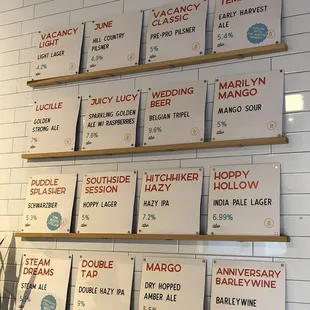 VACANCY
LIGHT
LIGHT LAGER
4.2%
JUNE
HILL COUNTRY
PILSNER
4.9%
VACANCY
CLASSIC
PRE-PRO PILSNER
5%
EARLY HARVEST
ALE
5.4%
LUCILLE
GOLDEN
STRONG ALE
7%
JUICY LUCY
SPARKLING GOLDEN
ALE W/ RASPBERRIES
7.8%
WEDDING
BEER
BELGIAN TRIPEL
9.6%
MARILYN
MANGO
MANGO SOUR
5%
PUDDLE
SPLASHER
SCHWARZBIER
5.3%
SOUTHSIDE
SESSION
HOPPY LAGER
5%
HITCHHIKER
HAZY
HAZY IPA
7.2%
HOPPY
HOLLOW
INDIA PALE LAGER
6.99%
STEAM
DREAMS
STEAM ALE
5%
DOUBLE
TAP
DOUBLE HAZY IPA
9%
MARGO
DRY HOPPED
AMBER ALE
ANNIVERSARY
BARLEYWINE
BARLEYWINE